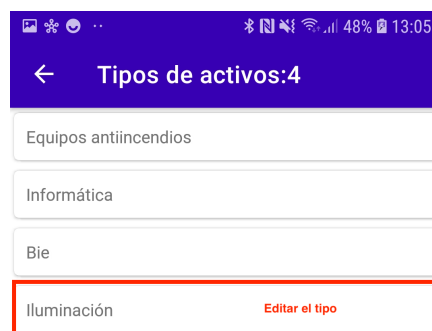 48% 13:05
Tipos de activos:4
Equipos antiincendios
Informática
Bie
Iluminación Editar el tipo